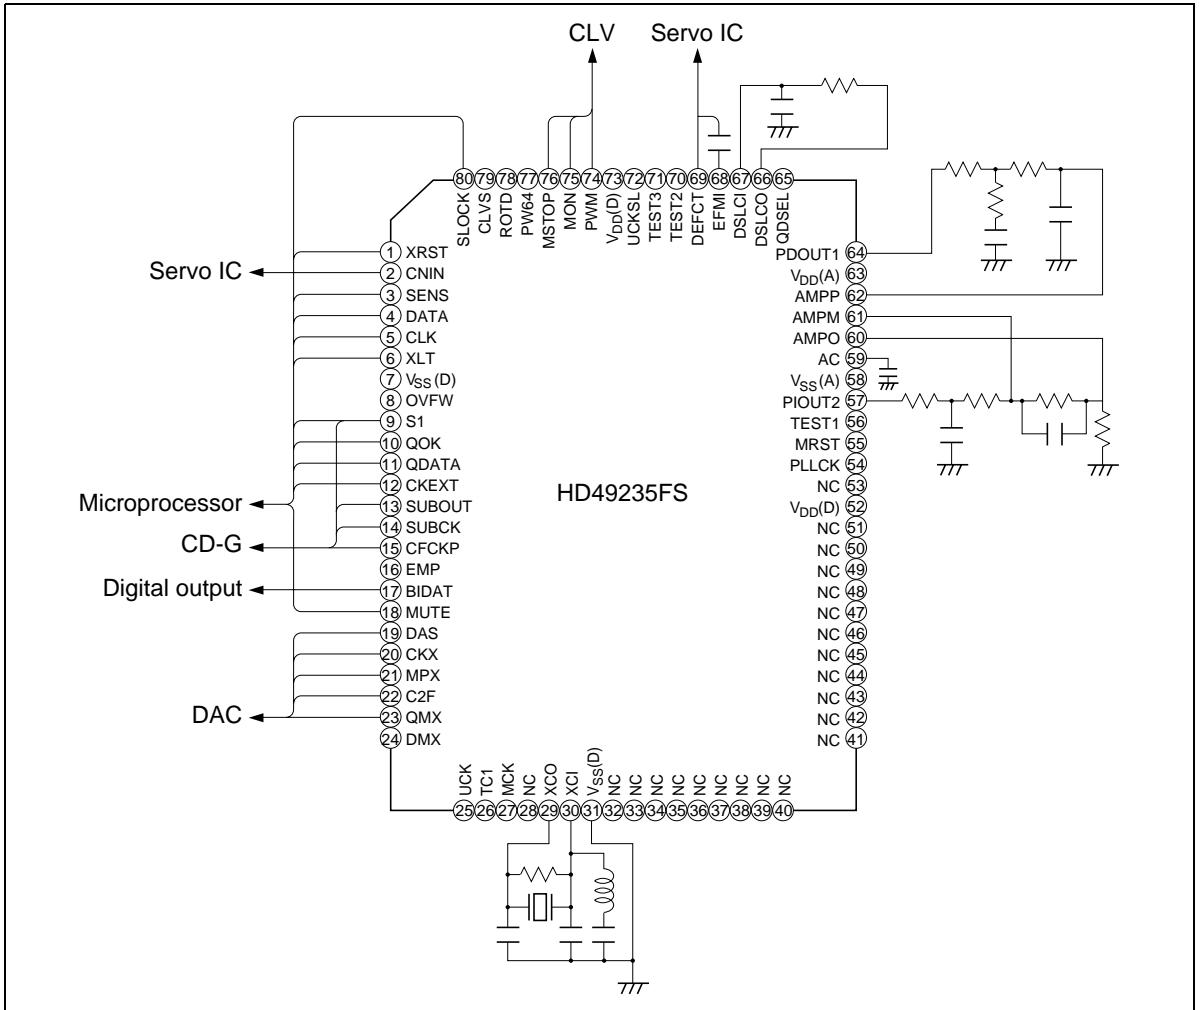 CLV
Servo IC
80 79 78 77 76 75 74 73 72 71 70 69 68 67 66 65
SLOCK
CLVS
ROTD
PW64
MSTOP
MON
PWM
VDD(D)
UCKSL
TEST3
TEST2
DEFCT
EFMI
DSLCI
DSLCO
QDSEL
Servo IC
Microprocessor
CD-G
Digital output
DAC
1 XRST
2 CNIN
3 SENS
4 DATA
5 CLK
6 XLT
7 VSS(D)
8 OVFW
9 S1
10 QOK
11 QDATA
12 CKEXT
13 SUBOUT
14 SUBCK
15 CFCKP
16 EMP
17 BIDAT
18 MUTE
19 DAS
20 CKX
21 MPX
22 C2F
23 QMX
24 DMX
HD49235FS
PDOUT1 64
VDD(A) 63
AMPP 62
AMPM 61
AMPO 60
AC 59
VSS(A) 58
PIOUT2 57
TEST1 56
MRST 55
PLLCK 54
NC 53
VDD(D) 52
NC 51
NC 50
NC 49
NC 48
NC 47
NC 46
NC 45
NC 44
NC 43
NC 42
NC 41
UCK
TC1
MCK
NC
XCO
XCI
VSS(D)
NC
NC
NC
NC
NC
NC
NC
NC
NC
25 26 27 28 29 30 31 32 33 34 35 36 37 38 39 40